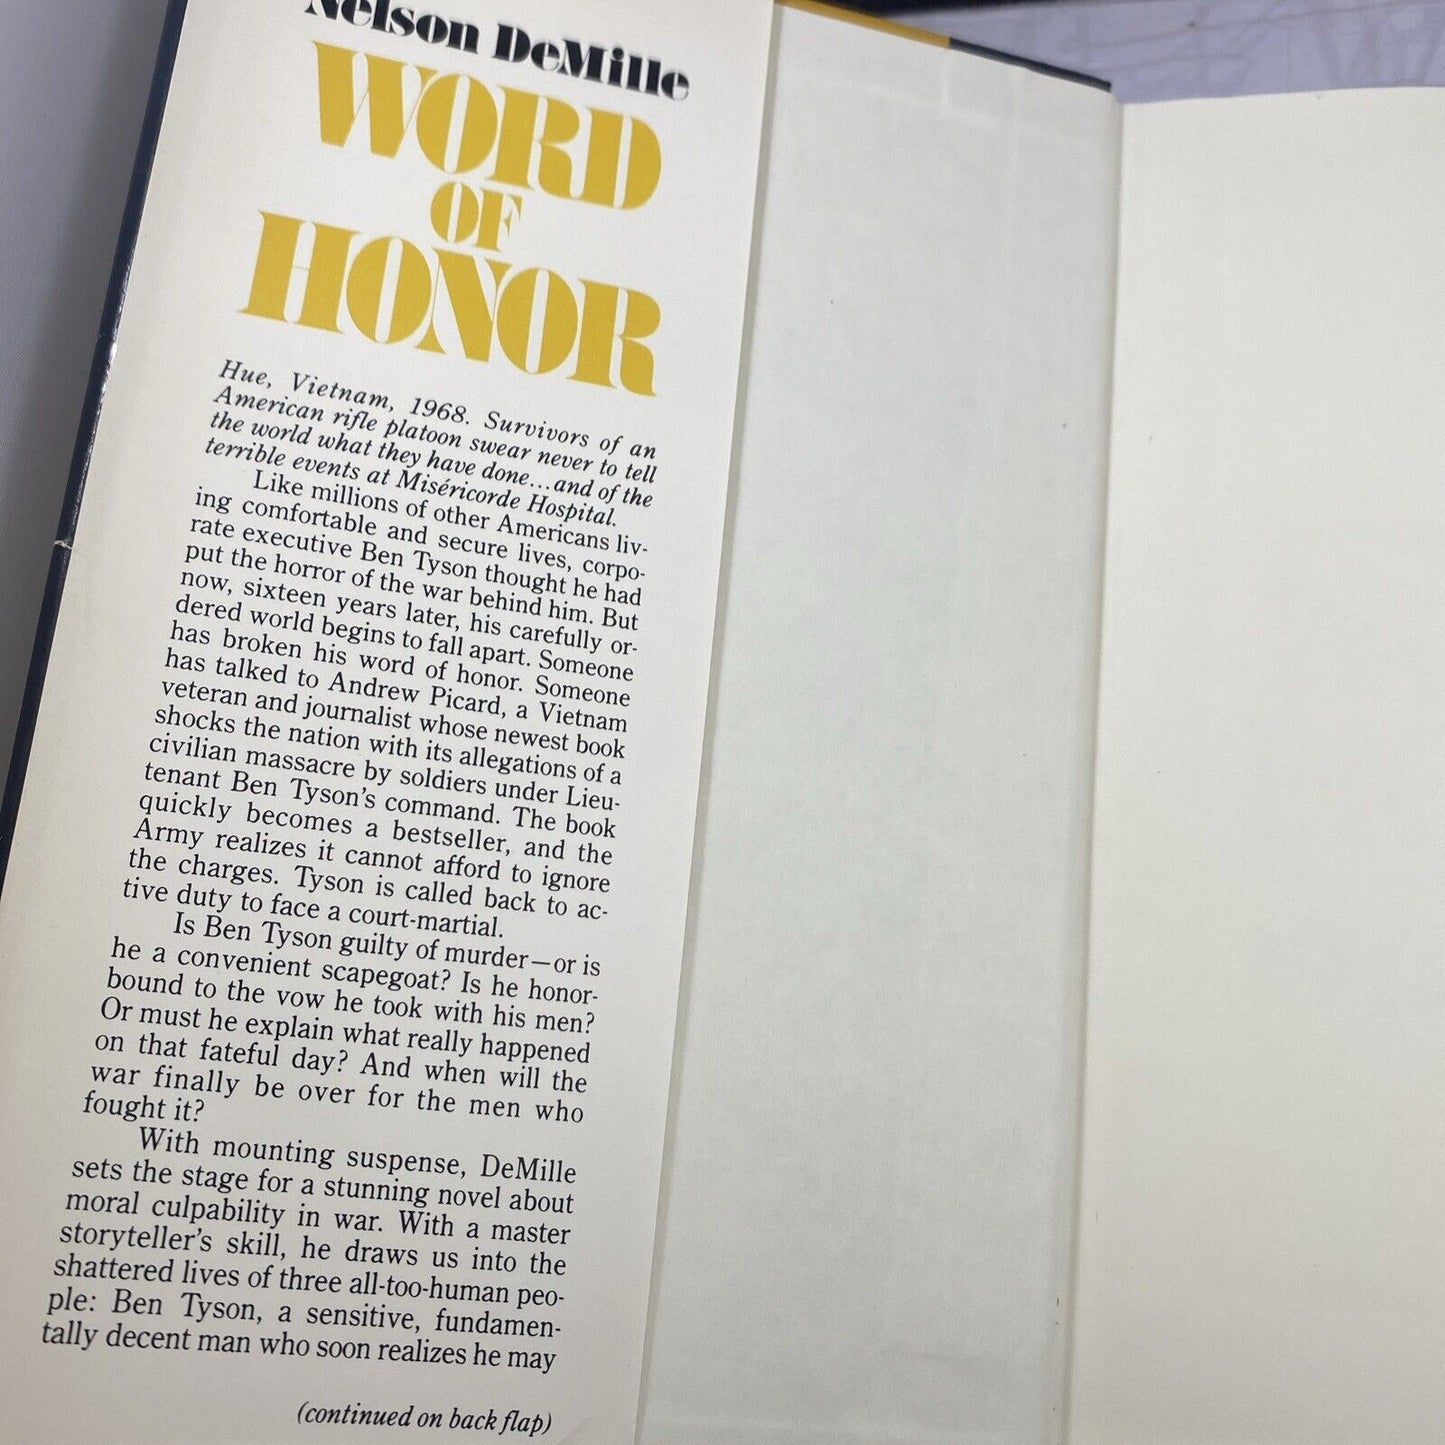 Nelson DeMille
WORD
OF
HONOR
Hue, Vietnam, 1968. Survivors of an
American rifle platoon swear never to tell
the world what they have done...and of the
terrible events at Miséricorde Hospital.
Like millions of other Americans liv-
ing comfortable and secure lives, corpo-
rate executive Ben Tyson thought he had
put the horror of the war behind him. But
now, sixteen years later, his carefully or-
dered world begins to fall apart. Someone
has broken his word of honor. Someone
has talked to Andrew Picard, a Vietnam
veteran and journalist whose newest book
shocks the nation with its allegations of a
civilian massacre by soldiers under Lieu-
tenant Ben Tyson's command. The book
quickly becomes a bestseller, and the
Army realizes it cannot afford to ignore
the charges. Tyson is called back to ac-
tive duty to face a court-martial.
Is Ben Tyson guilty of murder—or is
he a convenient scapegoat? Is he honor-
bound to the vow he took with his men?
Or must he explain what really happened
on that fateful day? And when will the
war finally be over for the men who
fought it?
With mounting suspense, DeMille
sets the stage for a stunning novel about
moral culpability in war. With a master
storyteller's skill, he draws us into the
shattered lives of three all-too-human peo-
ple: Ben Tyson, a sensitive, fundamen-
tally decent man who soon realizes he may
(continued on back flap)